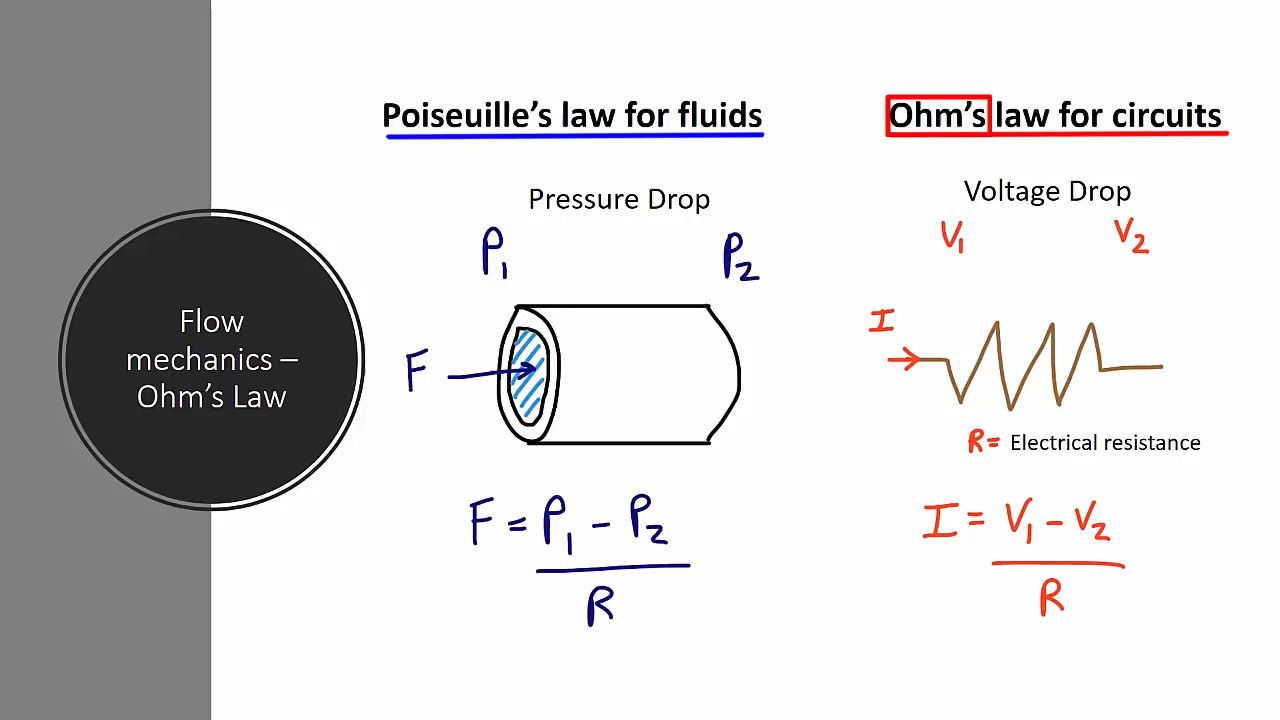 Flow
mechanics –
Ohm's Law
Poiseuille's law for fluids
Pressure Drop
P₁ P₂
F
F = P₁ - P₂
R
Ohm's law for circuits
Voltage Drop
V₁ V₂
I
R = Electrical resistance
I = V₁ - V₂
R